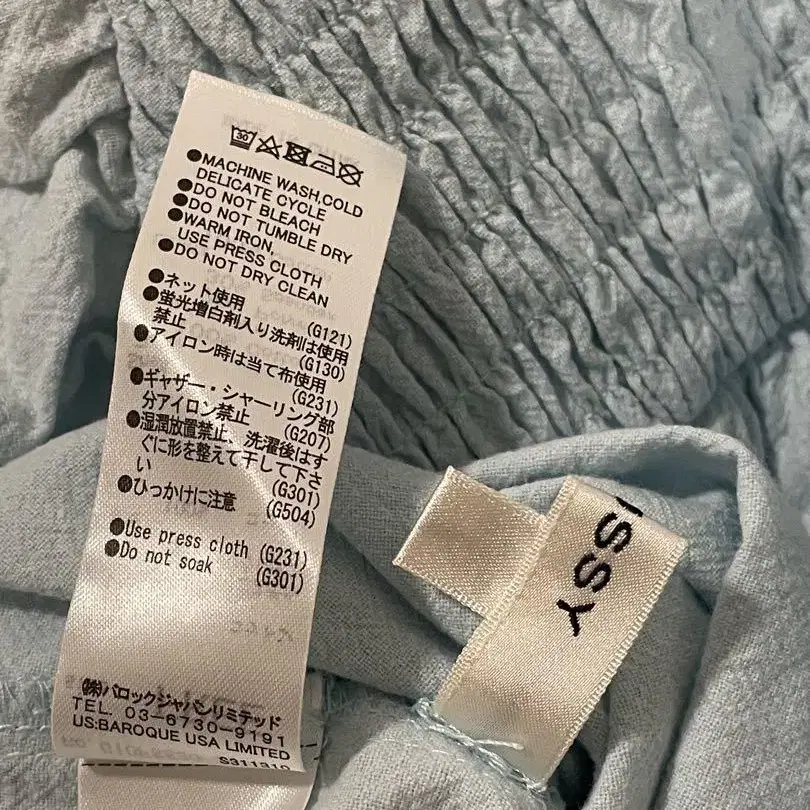 30
●MACHINE WASH,COLD
DELICATE CYCLE
●DO NOT BLEACH
●DO NOT TUMBLE DRY
●WARM IRON,
USE PRESS CLOTH
●DO NOT DRY CLEAN
●ネット使用
(G121)
●蛍光増白剤入り洗剤は使用
禁止
(G130)
●アイロン時は当て布使用
(G231)
●ギャザー・シャーリング部
分アイロン禁止
(G207)
●湿潤放置禁止、洗濯後はす
ぐに形を整えて干して下さ
い
(G301)
●ひっかけに注意
(G504)
●Use press cloth (G231)
●Do not soak
(G301)
㈱バロックジャパンリミテッド
TEL. 03-6730-9191
US:BAROQUE USA LIMITED
SSY